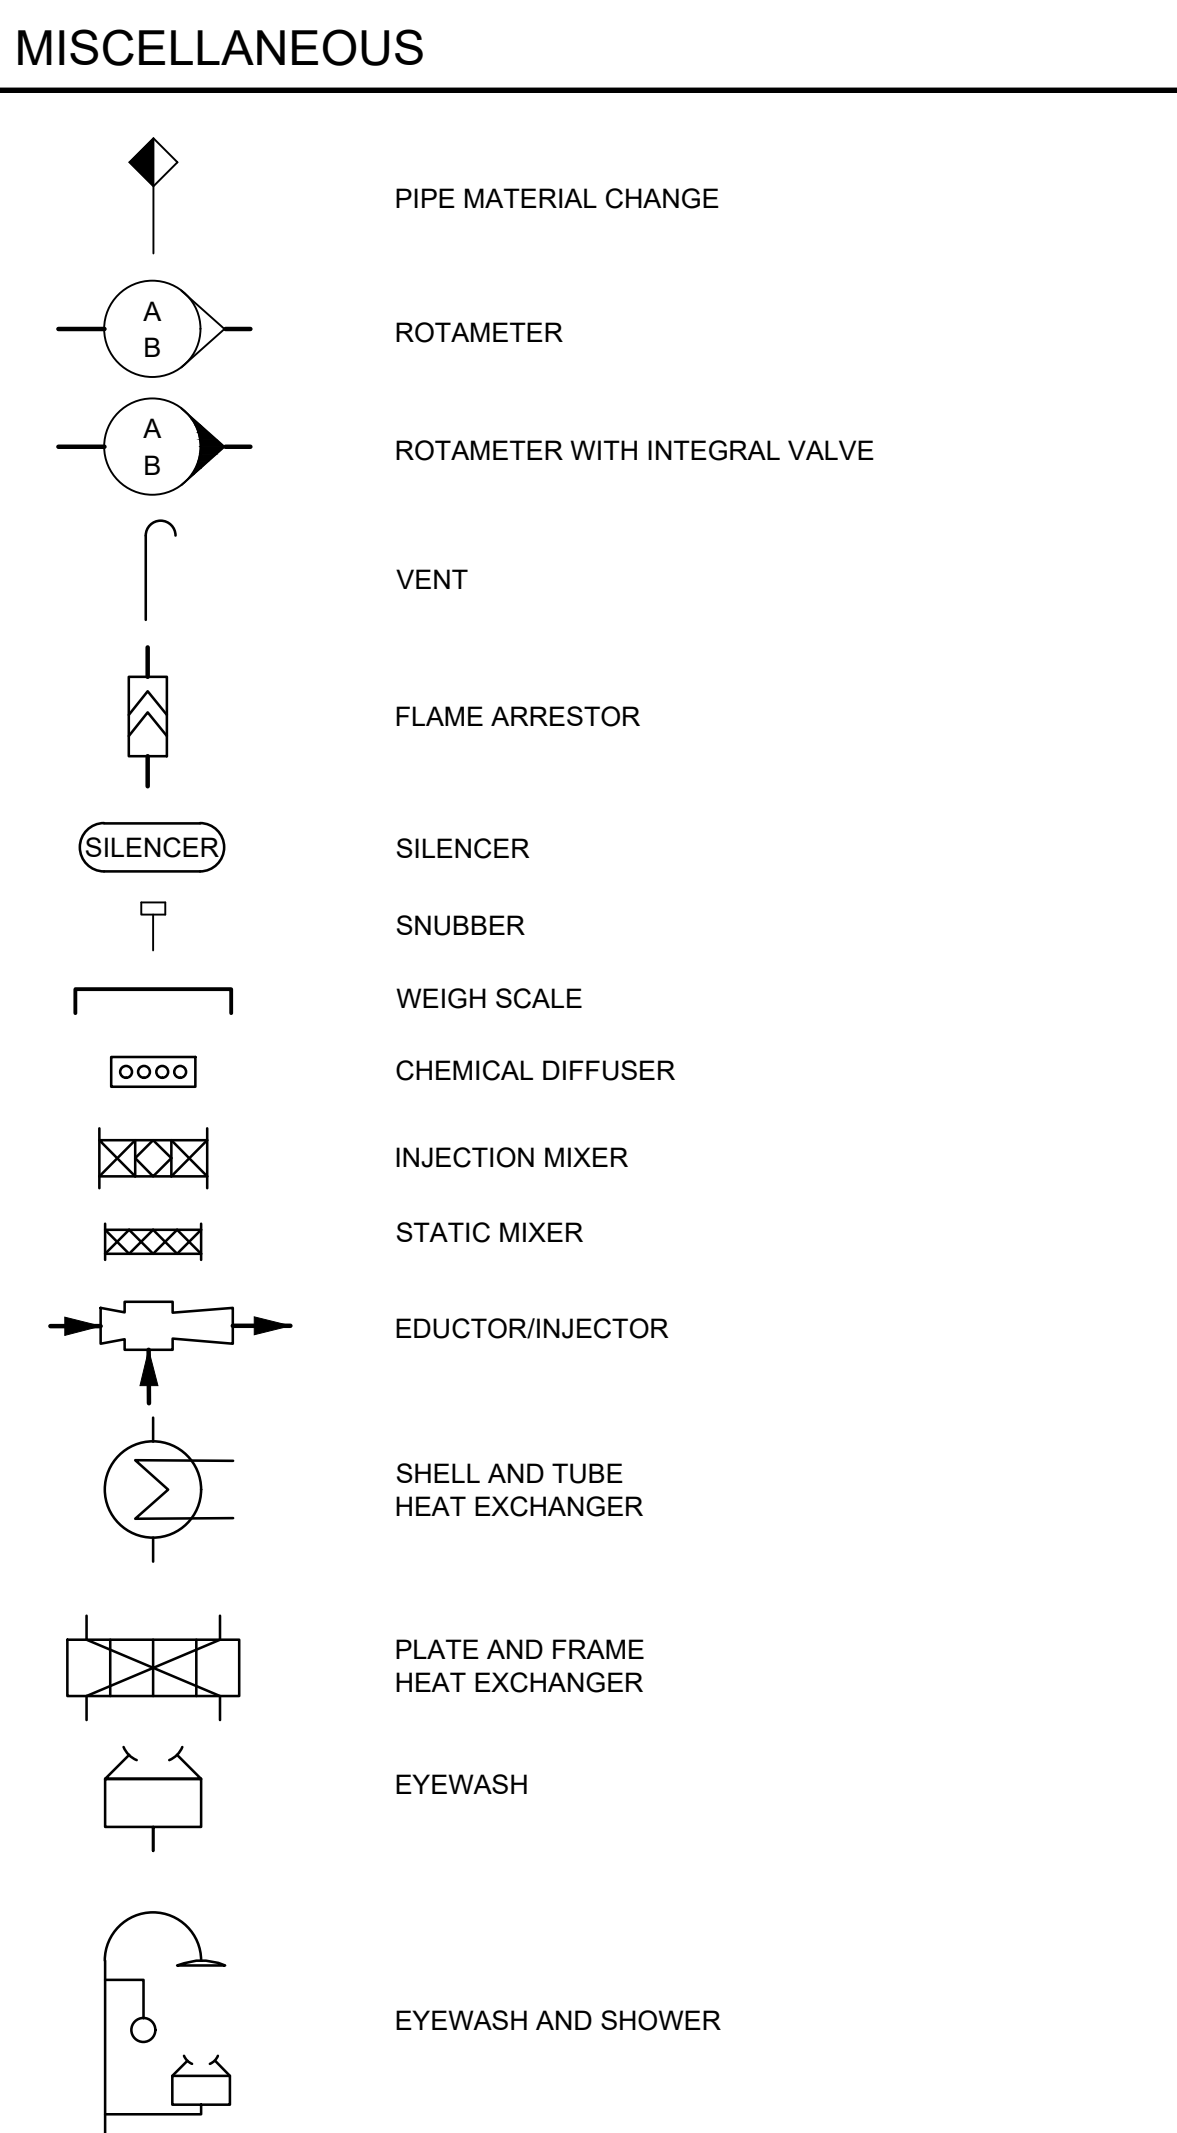 MISCELLANEOUS
PIPE MATERIAL CHANGE
A
B
ROTAMETER
A
B
ROTAMETER WITH INTEGRAL VALVE
VENT
FLAME ARRESTOR
SILENCER
SILENCER
SNUBBER
WEIGH SCALE
CHEMICAL DIFFUSER
INJECTION MIXER
STATIC MIXER
EDUCTOR/INJECTOR
SHELL AND TUBE
HEAT EXCHANGER
PLATE AND FRAME
HEAT EXCHANGER
EYEWASH
EYEWASH AND SHOWER